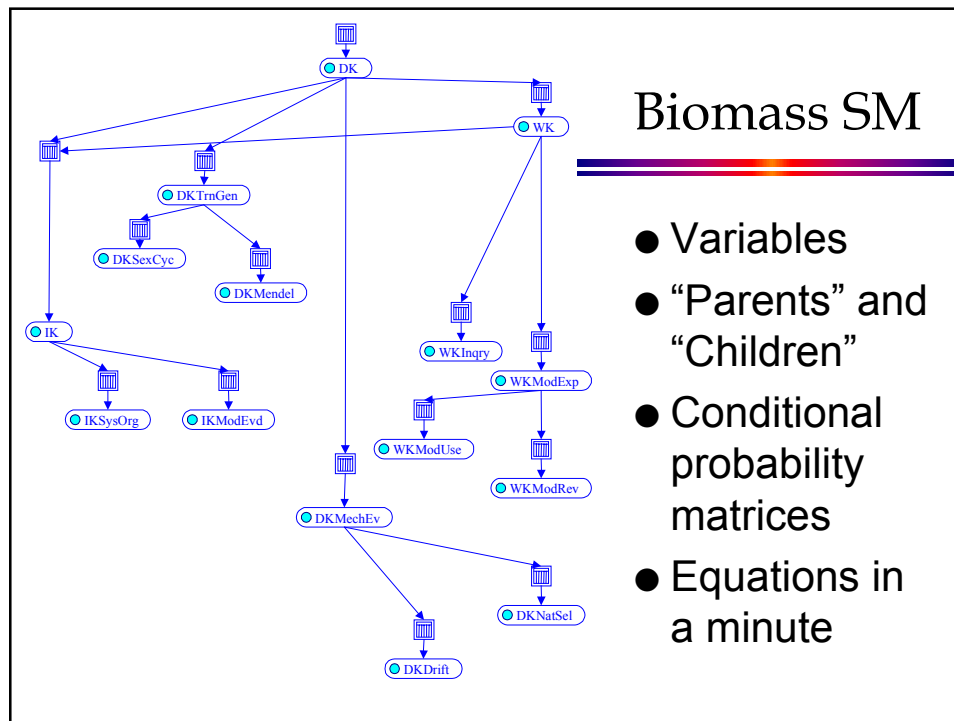 DK
WK
DKTrnGen
DKSexCyc
DKMendel
IK
IKSysOrg
IKModEvd
WKInqry
WKModExp
WKModUse
WKModRev
DKMechEv
DKNatSel
DKDrift
Biomass SM
● Variables
● “Parents” and
“Children”
● Conditional
probability
matrices
● Equations in
a minute